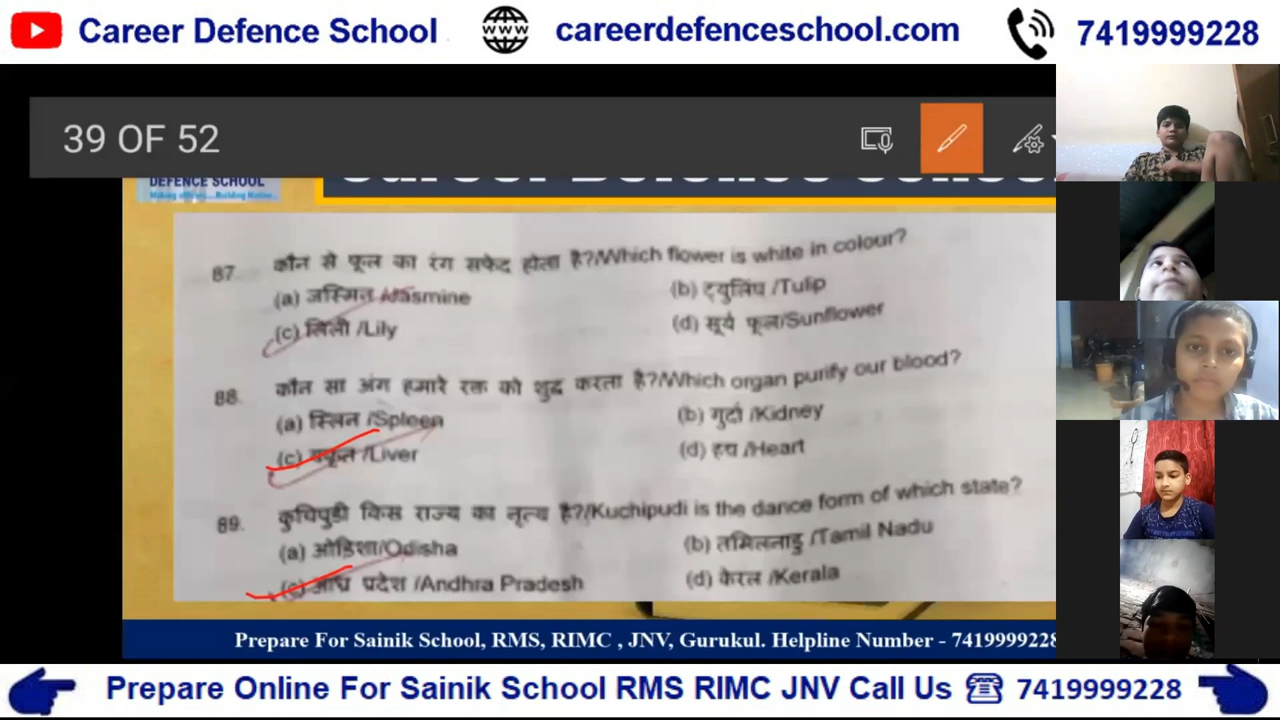 Career Defence School
WWW
careerdefenceschool.com
7419999228
39 OF 52
DEFENCE SCHOOL
87. कौन से फूल का रंग सफेद होता है?/Which flower is white in colour?
(a) जस्मिन /Jasmine (b) ट्युलिप /Tulip
(c) लिली /Lily (d) सूर्य फूल/Sunflower
88. कौन सा अंग हमारे रक्त को शुद्ध करता है?/Which organ purify our blood?
(a) स्लिन /Spleen (b) गुर्दा /Kidney
(c) यकृत /Liver (d) हृय /Heart
89. कुचिपुडी किस राज्य का नृत्य है?/Kuchipudi is the dance form of which state?
(a) ओड़िशा/Odisha (b) तमिलनाडु /Tamil Nadu
(c) आंध्र प्रदेश /Andhra Pradesh (d) केरल /Kerala
Prepare For Sainik School, RMS, RIMC , JNV, Gurukul. Helpline Number - 7419999228
Prepare Online For Sainik School RMS RIMC JNV Call Us 7419999228